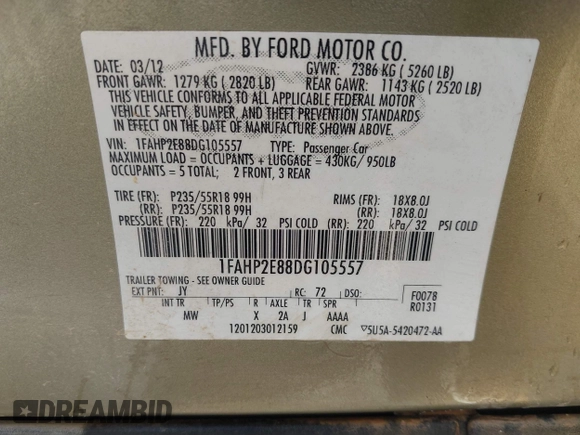 MFD. BY FORD MOTOR CO.
DATE: 03/12 GVWR: 2386 KG ( 5260 LB)
FRONT GAWR: 1279 KG ( 2820 LB) REAR GAWR: 1143 KG ( 2520 LB)
THIS VEHICLE CONFORMS TO ALL APPLICABLE FEDERAL MOTOR
VEHICLE SAFETY, BUMPER, AND THEFT PREVENTION STANDARDS
IN EFFECT ON THE DATE OF MANUFACTURE SHOWN ABOVE.
VIN: 1FAHP2E88DG105557 TYPE: Passenger Car
MAXIMUM LOAD = OCCUPANTS + LUGGAGE = 430KG/ 950LB
OCCUPANTS = 5 TOTAL; 2 FRONT, 3 REAR
TIRE (FR): P235/55R18 99H RIMS (FR): 18X8.0J
(RR): P235/55R18 99H (RR): 18X8.0J
PRESSURE (FR): 220 kPa/ 32 PSI COLD (RR): 220 kPa/ 32 PSI COLD
1FAHP2E88DG105557
TRAILER TOWING - SEE OWNER GUIDE
EXT PNT: JY RC: 72 DSO:
INT TR TP/PS R AXLE TR SPR
MW X 2A J AAAA
F0078
R0131
1201203012159 CMC 5U5A-5420472-AA
DREAMBID